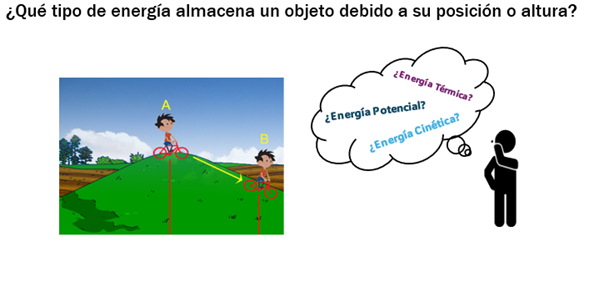 ¿Qué tipo de energía almacena un objeto debido a su posición o altura?
A
B
¿Energía Térmica?
¿Energía Potencial?
¿Energía Cinética?